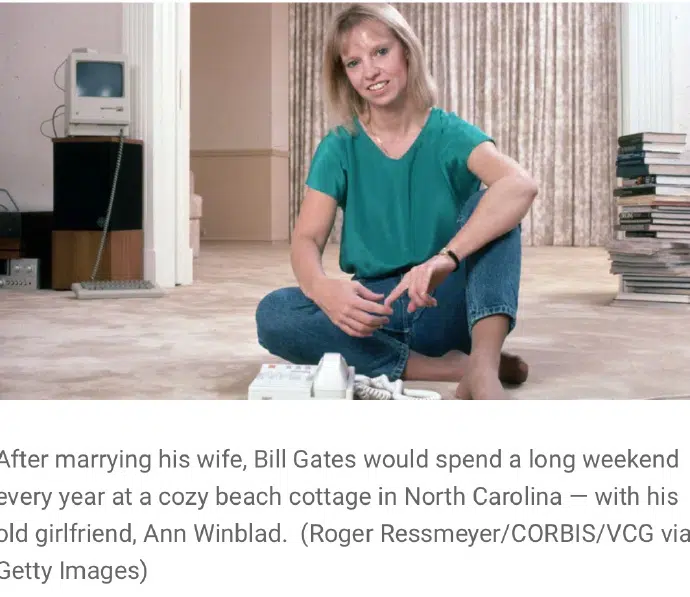 After marrying his wife, Bill Gates would spend a long weekend
every year at a cozy beach cottage in North Carolina — with his
old girlfriend, Ann Winblad. (Roger Ressmeyer/CORBIS/VCG via
Getty Images)